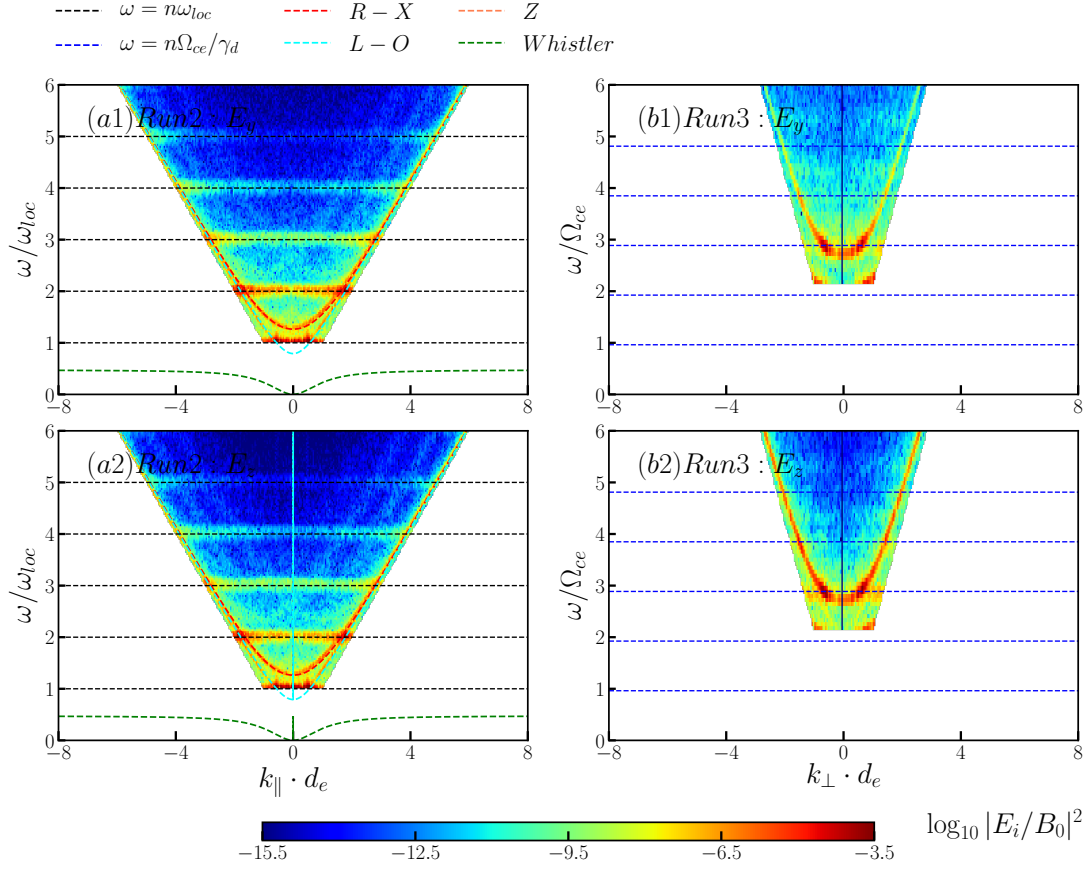 ω = nω_loc R − X Z
ω = nΩ_ce/γ_d L − O Whistler
(a1)Run2 : E_y
ω/ω_loc
6
5
4
3
2
1
0
−8 −4 0 4 8
(b1)Run3 : E_y
ω/Ω_ce
6
5
4
3
2
1
0
−8 −4 0 4 8
(a2)Run2 : E_z
ω/ω_loc
6
5
4
3
2
1
0
−8 −4 0 4 8
k_∥ · d_e
(b2)Run3 : E_z
ω/Ω_ce
6
5
4
3
2
1
0
−8 −4 0 4 8
k_⊥ · d_e
−15.5 −12.5 −9.5 −6.5 −3.5
log₁₀ |E_i/B_0|²